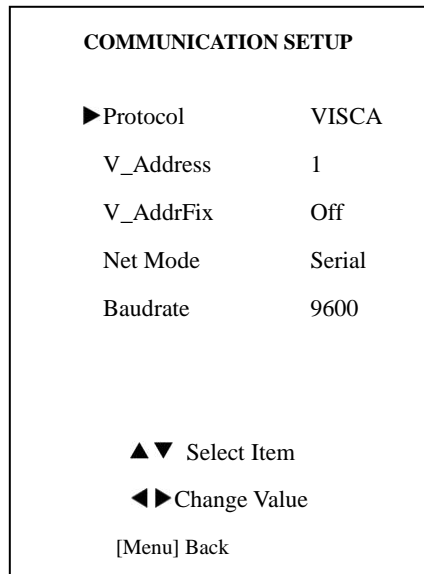 COMMUNICATION SETUP
▶Protocol VISCA
V_Address 1
V_AddrFix Off
Net Mode Serial
Baudrate 9600
▲▼ Select Item
◀▶Change Value
[Menu] Back